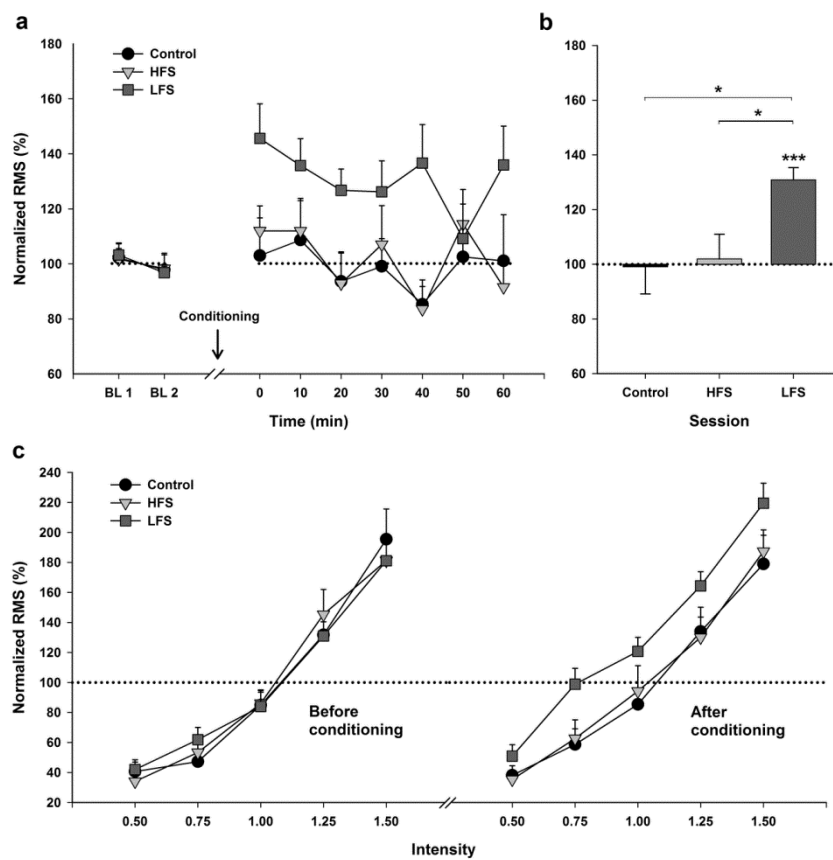 a
Control
HFS
LFS
Normalized RMS (%)
180
160
140
120
100
80
60
Conditioning
BL 1 BL 2 0 10 20 30 40 50 60
Time (min)
b
180
160
140
120
100
80
60
*
*
***
Control HFS LFS
Session
c
Control
HFS
LFS
Normalized RMS (%)
240
220
200
180
160
140
120
100
80
60
40
20
Before
conditioning
After
conditioning
0.50 0.75 1.00 1.25 1.50 0.50 0.75 1.00 1.25 1.50
Intensity